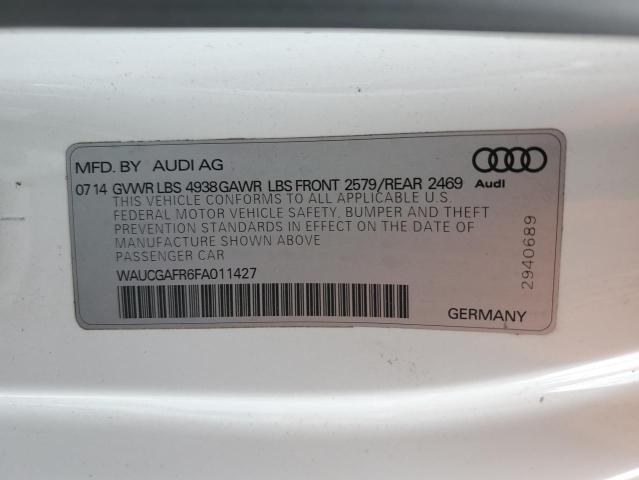 MFD. BY AUDI AG
07 14 GVWR LBS 4938 GAWR LBS FRONT 2579/REAR 2469
Audi
THIS VEHICLE CONFORMS TO ALL APPLICABLE U.S.
FEDERAL MOTOR VEHICLE SAFETY, BUMPER AND THEFT
PREVENTION STANDARDS IN EFFECT ON THE DATE OF
MANUFACTURE SHOWN ABOVE
PASSENGER CAR
WAUCGAFR6FA011427
2940689
GERMANY